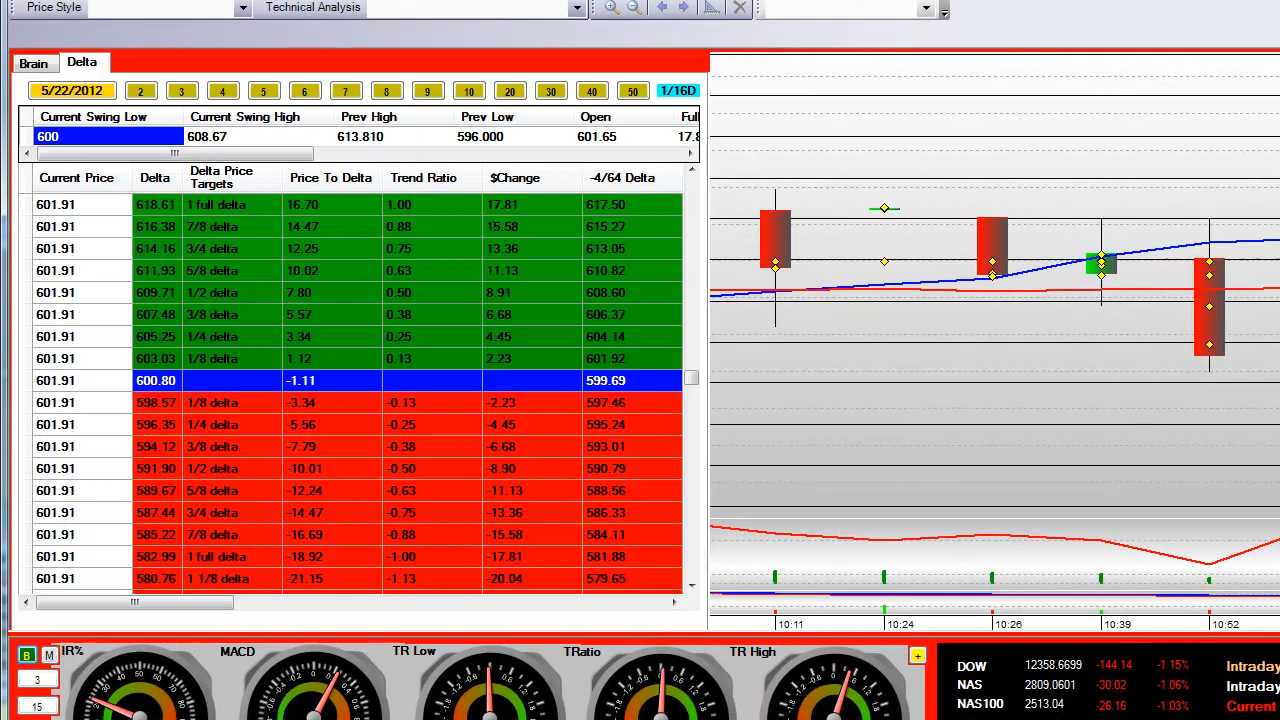 Price Style Technical Analysis
Brain Delta
5/22/2012 2 3 4 5 6 7 8 9 10 20 30 40 50 1/16D
Current Swing Low Current Swing High Prev High Prev Low Open Full
600 608.67 613.810 596.000 601.65 17.8
Current Price Delta Delta Price Targets Price To Delta Trend Ratio $Change -4/64 Delta
601.91 618.61 1 full delta 16.70 1.00 17.81 617.50
601.91 616.38 7/8 delta 14.47 0.88 15.58 615.27
601.91 614.16 3/4 delta 12.25 0.75 13.36 613.05
601.91 611.93 5/8 delta 10.02 0.63 11.13 610.82
601.91 609.71 1/2 delta 7.80 0.50 8.91 608.60
601.91 607.48 3/8 delta 5.57 0.38 6.68 606.37
601.91 605.25 1/4 delta 3.34 0.25 4.45 604.14
601.91 603.03 1/8 delta 1.12 0.13 2.23 601.92
601.91 600.80 -1.11 599.69
601.91 598.57 1/8 delta -3.34 -0.13 -2.23 597.46
601.91 596.35 1/4 delta -5.56 -0.25 -4.45 595.24
601.91 594.12 3/8 delta -7.79 -0.38 -6.68 593.01
601.91 591.90 1/2 delta -10.01 -0.50 -8.90 590.79
601.91 589.67 5/8 delta -12.24 -0.63 -11.13 588.56
601.91 587.44 3/4 delta -14.47 -0.75 -13.36 586.33
601.91 585.22 7/8 delta -16.69 -0.88 -15.58 584.11
601.91 582.99 1 full delta -18.92 -1.00 -17.81 581.88
601.91 580.76 1 1/8 delta -21.15 -1.13 -20.04 579.65
10:11 10:24 10:26 10:39 10:52
B M IR% MACD TR Low TRatio TR High +
3
15
DOW 12358.6699 -144.14 -1.15% Intraday
NAS 2809.0601 -30.02 -1.06% Intraday
NAS100 2513.04 -26.16 -1.03% Current